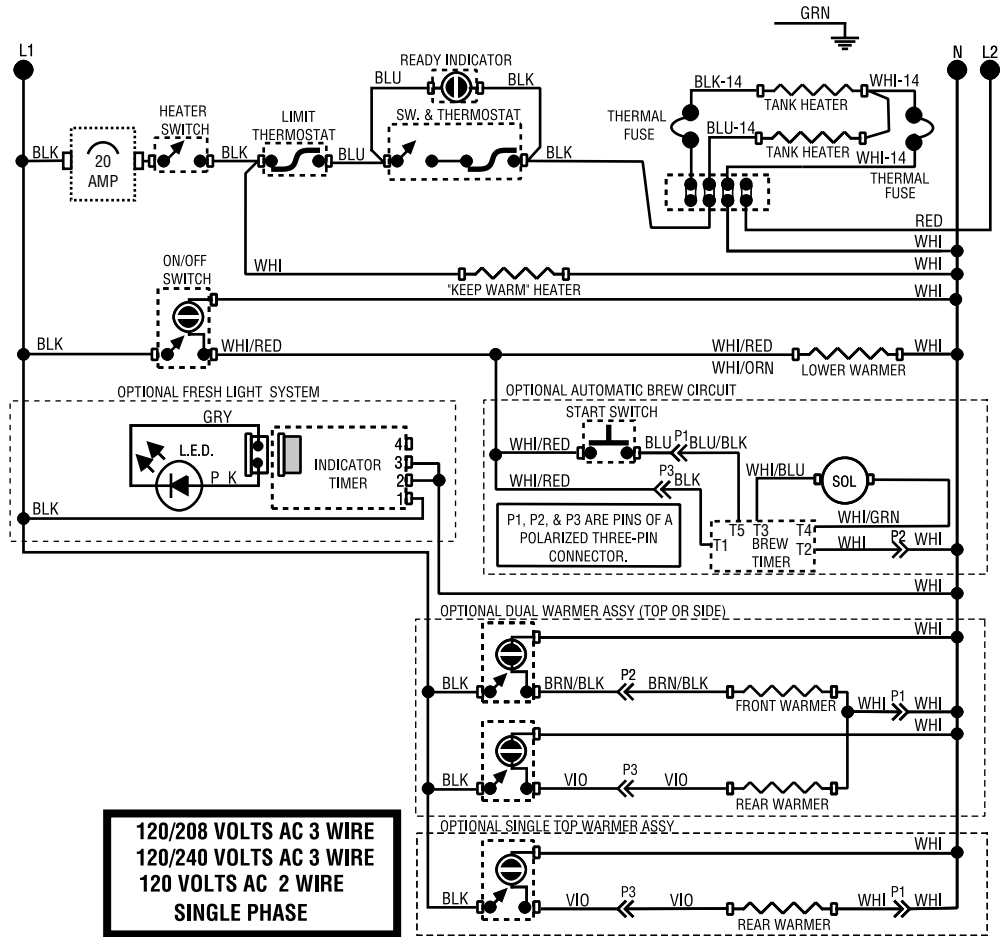 GRN
L1
N L2
READY INDICATOR
BLU BLK
BLK-14 WHI-14
HEATER
SWITCH
LIMIT
THERMOSTAT
SW. & THERMOSTAT
THERMAL
FUSE
TANK HEATER
BLU-14
TANK HEATER
BLK
20
AMP
BLK
BLU
BLK
WHI-14
THERMAL
FUSE
RED
WHI
ON/OFF
SWITCH
WHI
WHI
"KEEP WARM" HEATER
WHI
BLK
WHI/RED
WHI/RED
WHI/ORN
LOWER WARMER
WHI
OPTIONAL FRESH LIGHT SYSTEM
OPTIONAL AUTOMATIC BREW CIRCUIT
GRY
START SWITCH
L.E.D.
P K
INDICATOR
TIMER
4
3
2
1
BLK
WHI/RED
BLU P1 BLU/BLK
WHI/RED
P3 BLK
WHI/BLU
SOL
WHI/GRN
P1, P2, & P3 ARE PINS OF A
POLARIZED THREE-PIN
CONNECTOR.
T1
T5 T3 T4
BREW T2
TIMER
WHI P2 WHI
WHI
OPTIONAL DUAL WARMER ASSY (TOP OR SIDE)
WHI
BLK
BRN/BLK P2 BRN/BLK
FRONT WARMER
WHI P1 WHI
WHI
BLK
VIO P3 VIO
REAR WARMER
OPTIONAL SINGLE TOP WARMER ASSY
WHI
BLK
VIO P3 VIO
REAR WARMER
WHI P1 WHI
120/208 VOLTS AC 3 WIRE
120/240 VOLTS AC 3 WIRE
120 VOLTS AC 2 WIRE
SINGLE PHASE